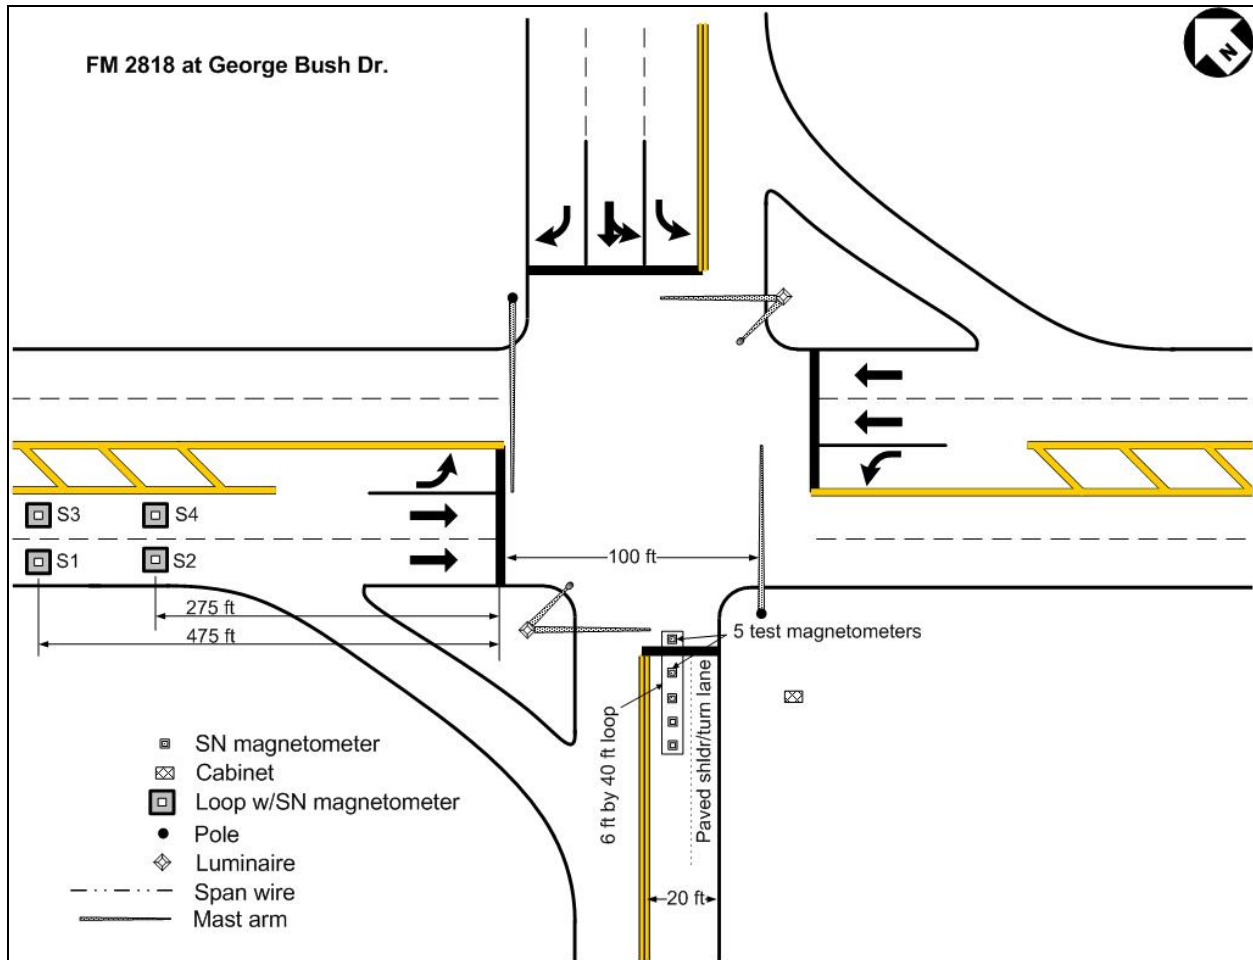 FM 2818 at George Bush Dr.
N
S3
S4
S1
S2
100 ft
275 ft
475 ft
5 test magnetometers
6 ft by 40 ft loop
Paved shldr/turn lane
20 ft
SN magnetometer
Cabinet
Loop w/SN magnetometer
Pole
Luminaire
Span wire
Mast arm